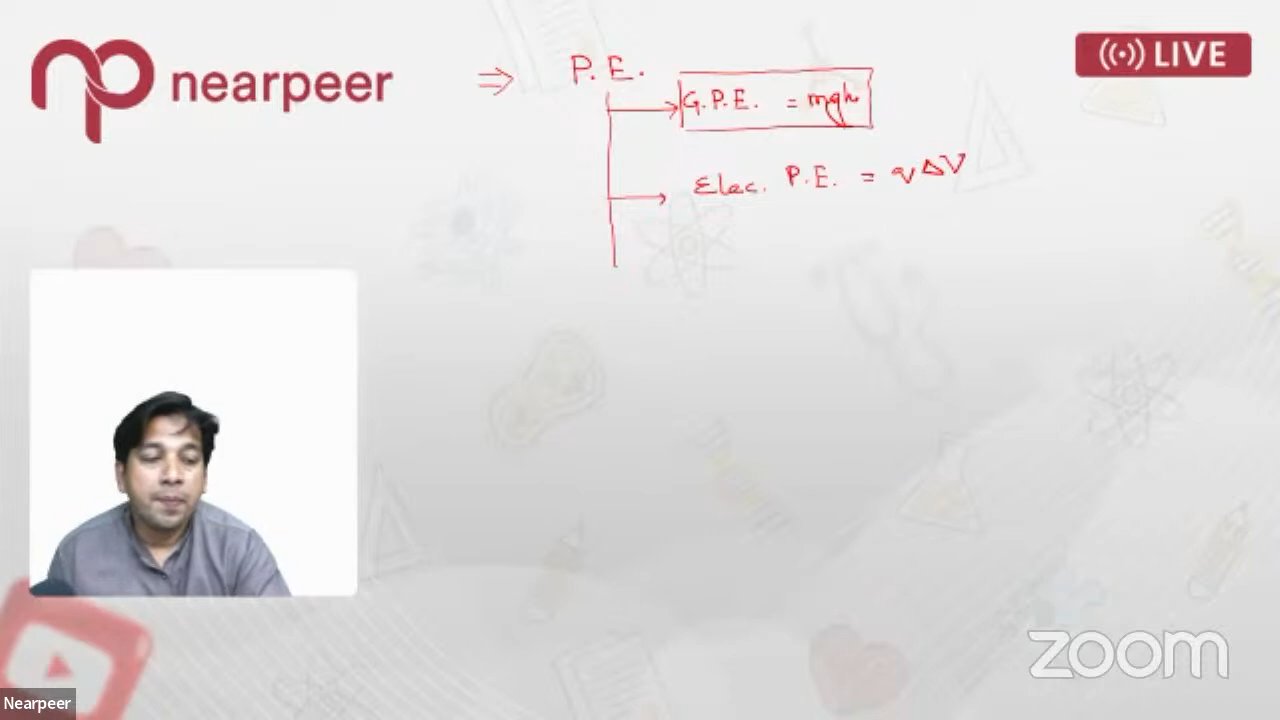 nearpeer
LIVE
⇒ P.E.
G.P.E. = mgh
Elec. P.E. = qΔV
zoom
Nearpeer